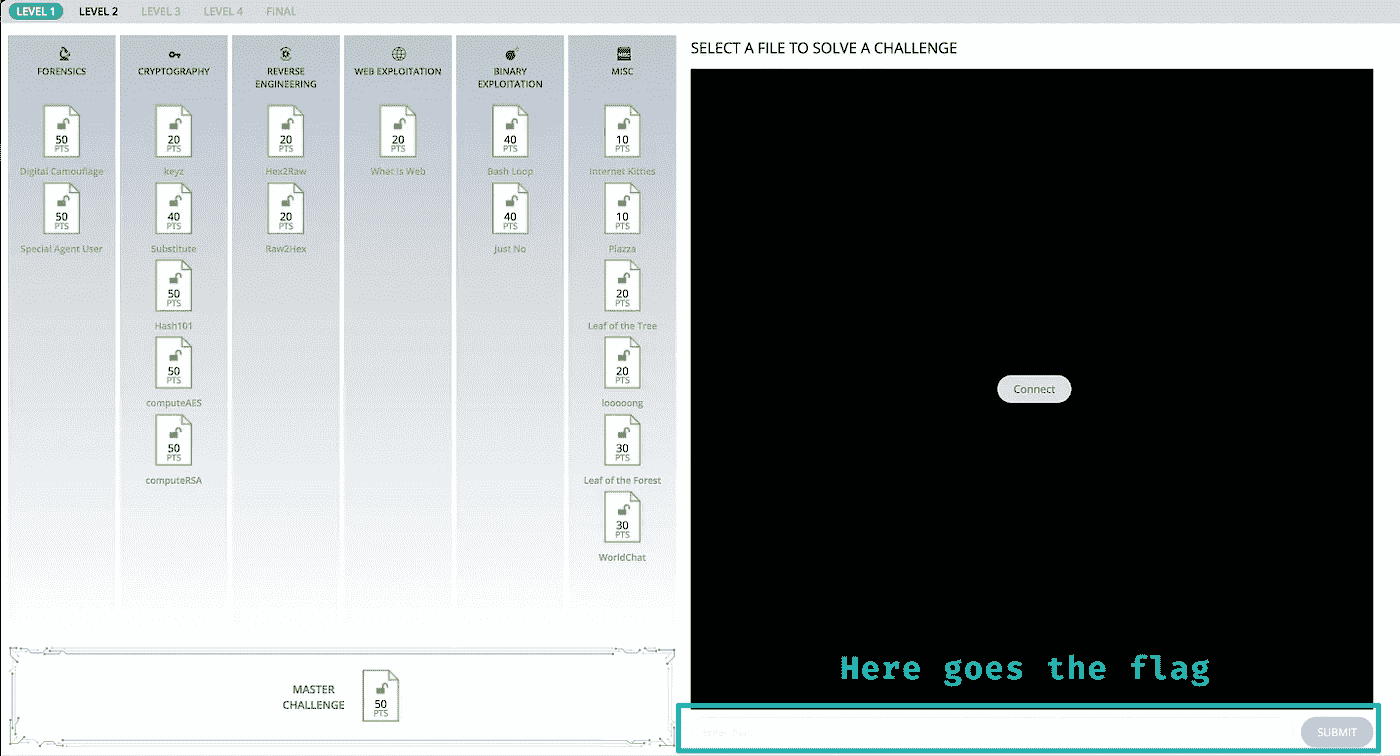 LEVEL 1 LEVEL 2 LEVEL 3 LEVEL 4 FINAL
SELECT A FILE TO SOLVE A CHALLENGE
FORENSICS
50
PTS
Digital Camouflage
50
PTS
Special Agent User
CRYPTOGRAPHY
20
PTS
keyz
40
PTS
Substitute
50
PTS
Hash101
50
PTS
computeAES
50
PTS
computeRSA
REVERSE
ENGINEERING
20
PTS
Hex2Raw
20
PTS
Raw2Hex
WEB EXPLOITATION
20
PTS
What Is Web
BINARY
EXPLOITATION
40
PTS
Bash Loop
40
PTS
Just No
MISC
10
PTS
Internet Kitties
10
PTS
Piazza
20
PTS
Leaf of the Tree
20
PTS
looooong
30
PTS
Leaf of the Forest
30
PTS
WorldChat
MASTER
CHALLENGE
50
PTS
Connect
Here goes the flag
SUBMIT